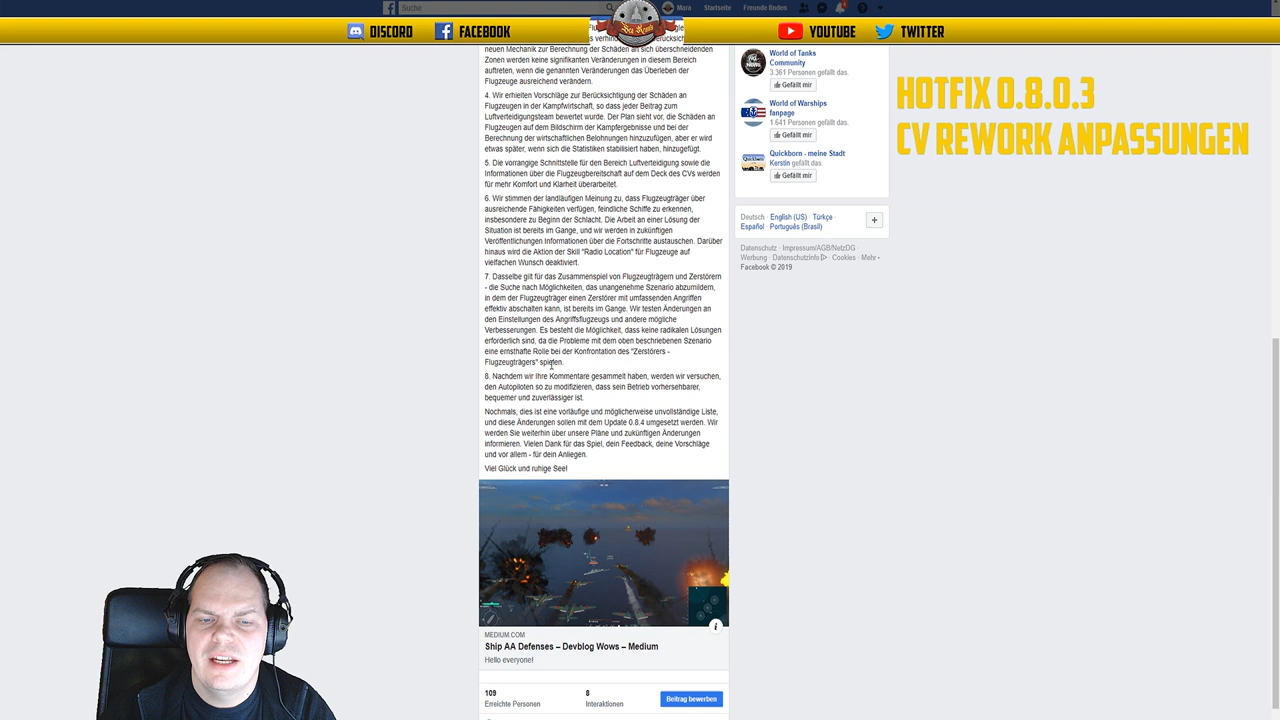 Suche
Mara
Startseite
Freunde finden
DISCORD
FACEBOOK
Sea Bandits
YOUTUBE
TWITTER
HOTFIX 0.8.0.3
CV REWORK ANPASSUNGEN
neuen Mechanik zur Berechnung der Schäden an sich überschneidenden
Zonen werden keine signifikanten Veränderungen in diesem Bereich
auftreten, wenn die genannten Veränderungen das Überleben der
Flugzeuge ausreichend verändern.
4. Wir erhielten Vorschläge zur Berücksichtigung der Schäden an
Flugzeugen in der Kampfwirtschaft, so dass jeder Beitrag zum
Luftverteidigungsteam bewertet wurde. Der Plan sieht vor, die Schäden an
Flugzeugen auf dem Bildschirm der Kampfergebnisse und bei der
Berechnung der wirtschaftlichen Belohnungen hinzuzufügen, aber er wird
etwas später, wenn sich die Statistiken stabilisiert haben, hinzugefügt.
5. Die vorrangige Schnittstelle für den Bereich Luftverteidigung sowie die
Informationen über die Flugzeugbereitschaft auf dem Deck des CVs werden
für mehr Komfort und Klarheit überarbeitet.
6. Wir stimmen der landläufigen Meinung zu, dass Flugzeugträger über
ausreichende Fähigkeiten verfügen, feindliche Schiffe zu erkennen,
insbesondere zu Beginn der Schlacht. Die Arbeit an einer Lösung der
Situation ist bereits im Gange, und wir werden in zukünftigen
Veröffentlichungen Informationen über die Fortschritte austauschen. Darüber
hinaus wird die Aktion der Skill "Radio Location" für Flugzeuge auf
vielfachen Wunsch deaktiviert.
7. Dasselbe gilt für das Zusammenspiel von Flugzeugträgern und Zerstörern
- die Suche nach Möglichkeiten, das unangenehme Szenario abzumildern,
in dem der Flugzeugträger einen Zerstörer mit umfassenden Angriffen
effektiv abschalten kann, ist bereits im Gange. Wir testen Änderungen an
den Einstellungen des Angriffsflugzeugs und andere mögliche
Verbesserungen. Es besteht die Möglichkeit, dass keine radikalen Lösungen
erforderlich sind, da die Probleme mit dem oben beschriebenen Szenario
eine ernsthafte Rolle bei der Konfrontation des "Zerstörers -
Flugzeugträgers" spielen.
8. Nachdem wir Ihre Kommentare gesammelt haben, werden wir versuchen,
den Autopiloten so zu modifizieren, dass sein Betrieb vorhersehbarer,
bequemer und zuverlässiger ist.
Nochmals, dies ist eine vorläufige und möglicherweise unvollständige Liste,
und diese Änderungen sollen mit dem Update 0.8.4 umgesetzt werden. Wir
werden Sie weiterhin über unsere Pläne und zukünftigen Änderungen
informieren. Vielen Dank für das Spiel, dein Feedback, deine Vorschläge
und vor allem - für dein Anliegen.
Viel Glück und ruhige See!
MEDIUM.COM
Ship AA Defenses – Devblog Wows – Medium
Hello everyone!
109
Erreichte Personen
8
Interaktionen
Beitrag bewerben
World of Tanks
Community
3.361 Personen gefällt das.
Gefällt mir
World of Warships
fanpage
1.641 Personen gefällt das.
Gefällt mir
Quickborn - meine Stadt
Kerstin gefällt das.
Gefällt mir
Deutsch · English (US) · Türkçe ·
Español · Português (Brasil)
Datenschutz · Impressum/AGB/NetzDG ·
Werbung · Datenschutzinfo · Cookies · Mehr
Facebook © 2019